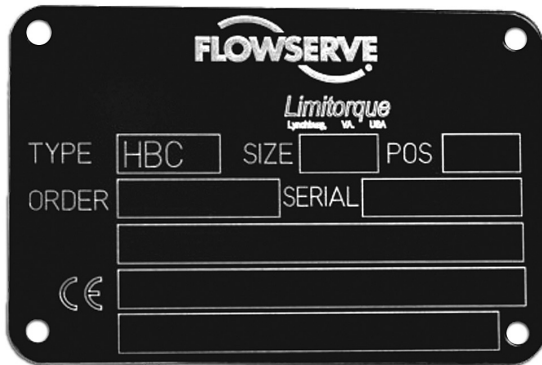 FLOWSERVE
Limitorque
Lynchburg, VA. USA
TYPE HBC SIZE POS
ORDER SERIAL
CE